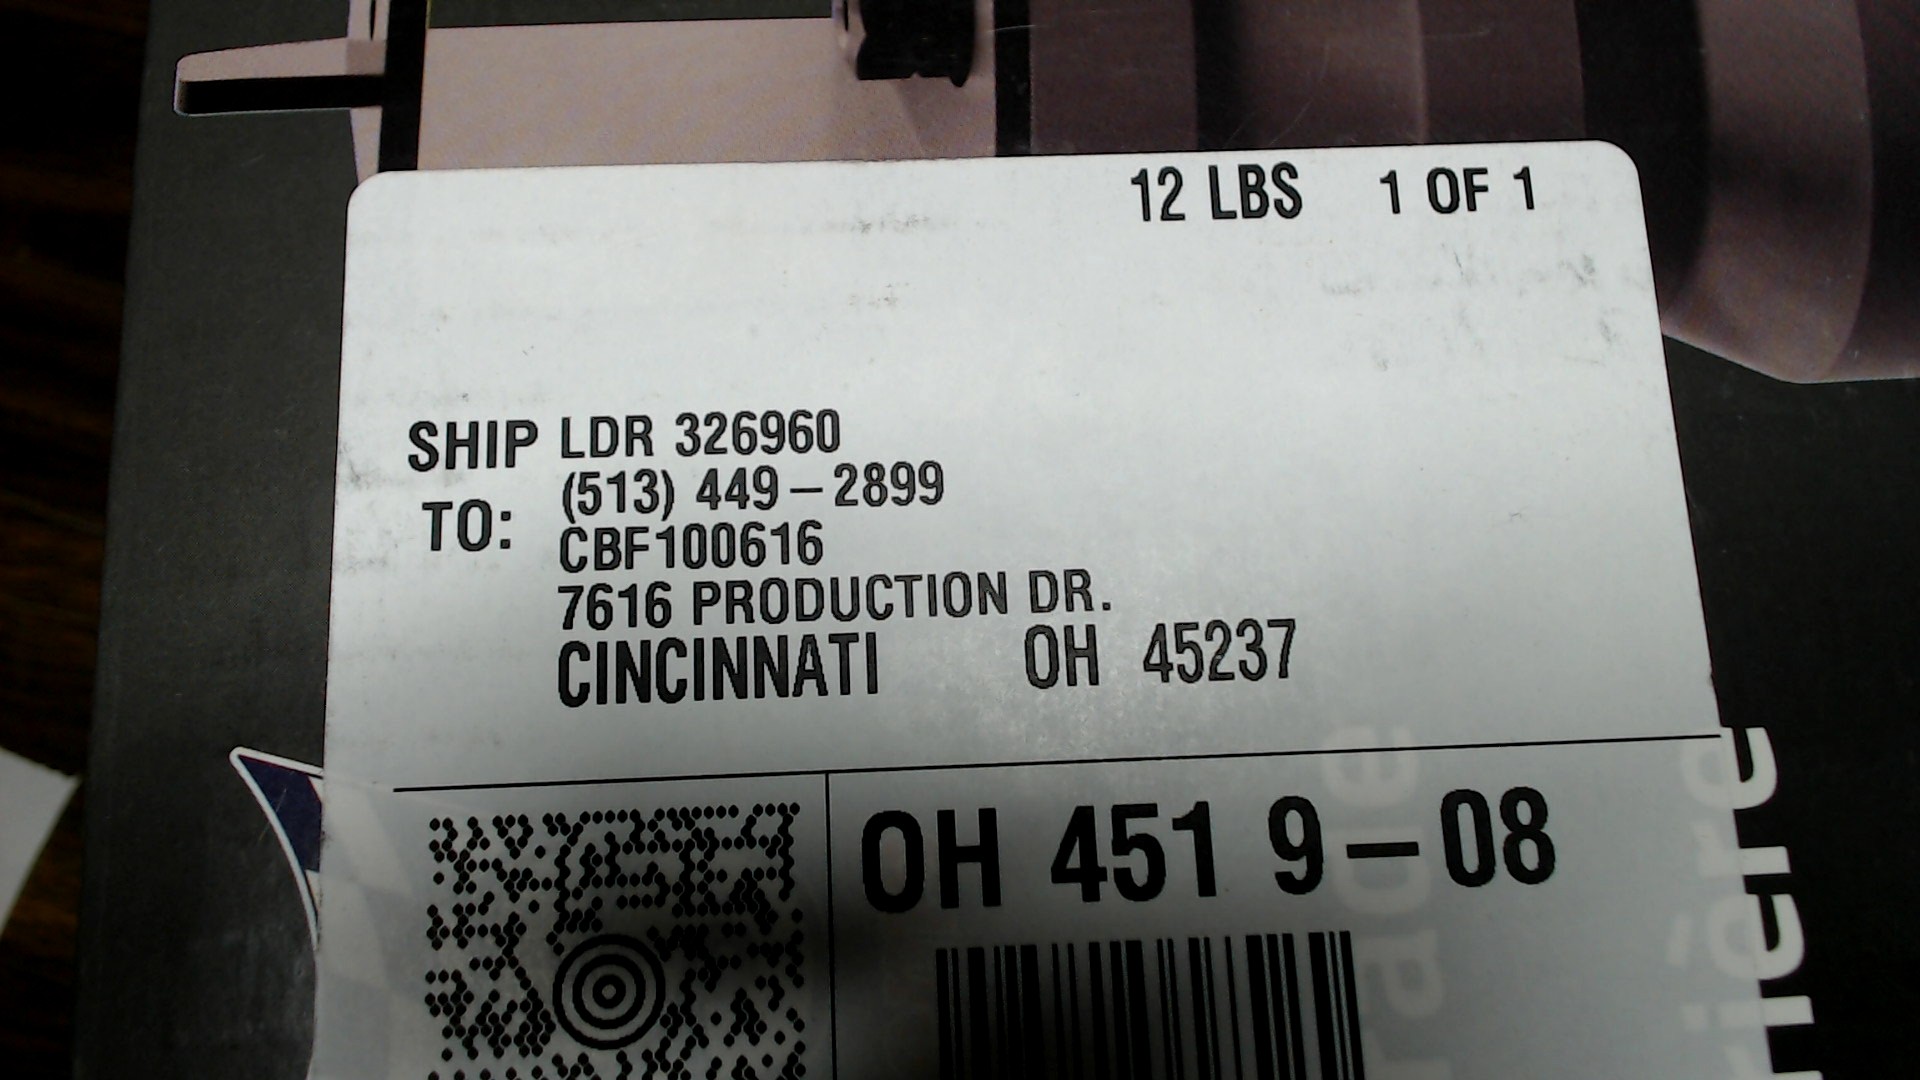 12 LBS 1 OF 1
SHIP TO:
LDR 326960
(513) 449-2899
CBF100616
7616 PRODUCTION DR.
CINCINNATI OH 45237
OH 451 9-08